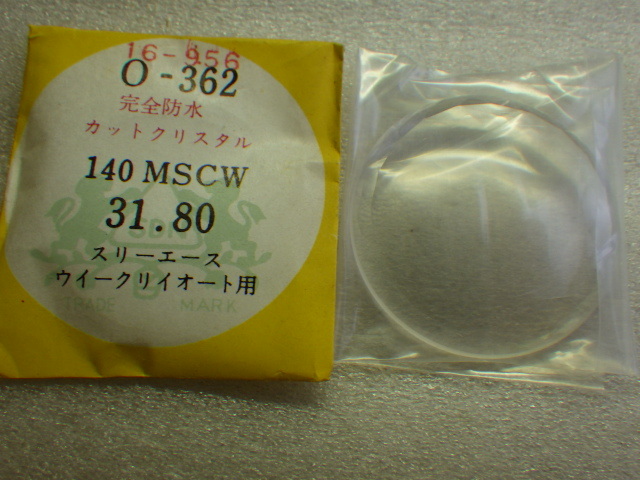 16-956
O-362
完全防水
カットクリスタル
140 MSCW
31.80
スリーエース
ウイークリイオート用
TRADE MARK